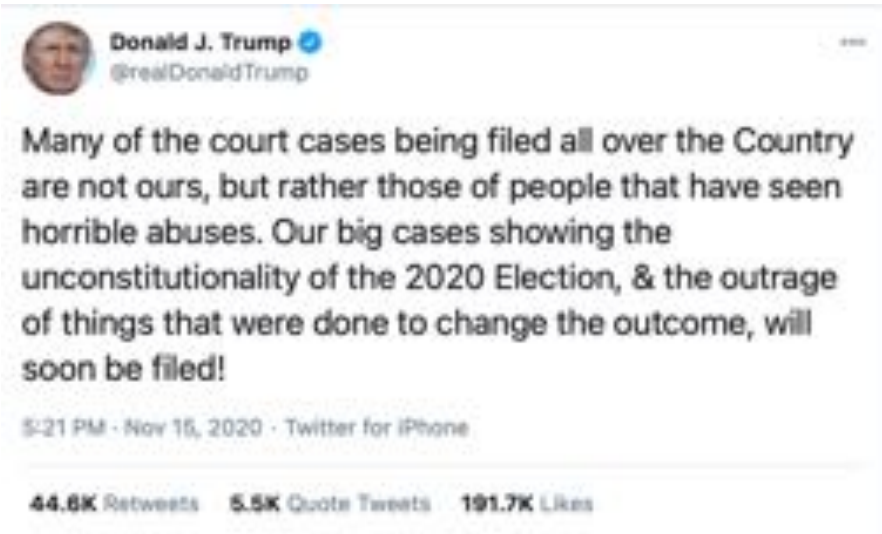 Donald J. Trump
@realDonaldTrump
Many of the court cases being filed all over the Country
are not ours, but rather those of people that have seen
horrible abuses. Our big cases showing the
unconstitutionality of the 2020 Election, & the outrage
of things that were done to change the outcome, will
soon be filed!
5:21 PM · Nov 15, 2020 · Twitter for iPhone
44.6K Retweets 5.5K Quote Tweets 191.7K Likes